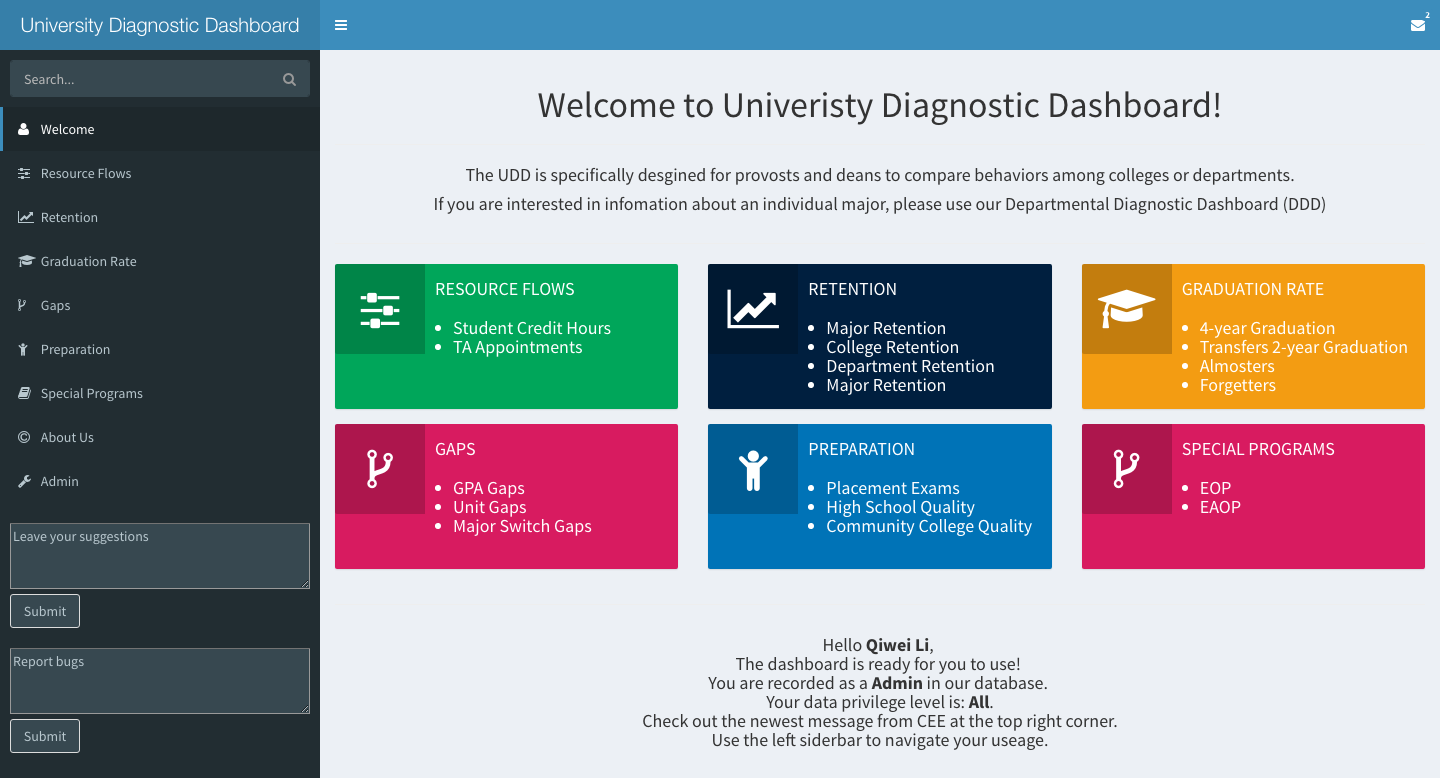 University Diagnostic Dashboard
2
Search...
Welcome
Resource Flows
Retention
Graduation Rate
Gaps
Preparation
Special Programs
About Us
Admin
Leave your suggestions
Submit
Report bugs
Submit
Welcome to Univeristy Diagnostic Dashboard!
The UDD is specifically desgined for provosts and deans to compare behaviors among colleges or departments.
If you are interested in infomation about an individual major, please use our Departmental Diagnostic Dashboard (DDD)
RESOURCE FLOWS
Student Credit Hours
TA Appointments
RETENTION
Major Retention
College Retention
Department Retention
Major Retention
GRADUATION RATE
4-year Graduation
Transfers 2-year Graduation
Almosters
Forgetters
GAPS
GPA Gaps
Unit Gaps
Major Switch Gaps
PREPARATION
Placement Exams
High School Quality
Community College Quality
SPECIAL PROGRAMS
EOP
EAOP
Hello Qiwei Li,
The dashboard is ready for you to use!
You are recorded as a Admin in our database.
Your data privilege level is: All.
Check out the newest message from CEE at the top right corner.
Use the left siderbar to navigate your useage.